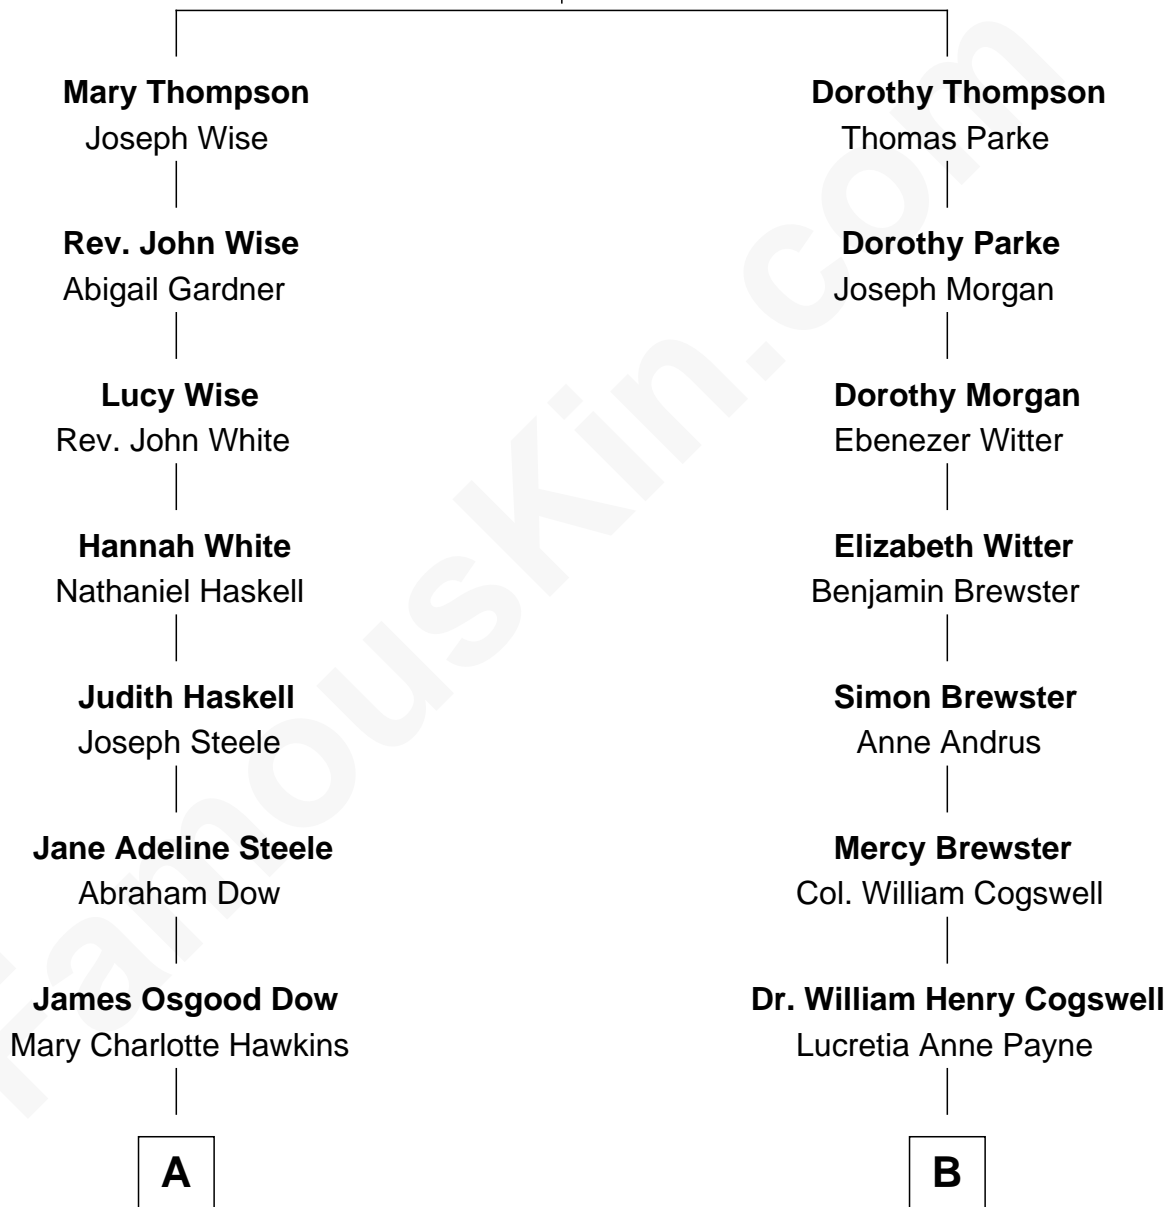 Mary Thompson
Joseph Wise
Rev. John Wise
Abigail Gardner
Lucy Wise
Rev. John White
Hannah White
Nathaniel Haskell
Judith Haskell
Joseph Steele
Jane Adeline Steele
Abraham Dow
James Osgood Dow
Mary Charlotte Hawkins
A
Dorothy Thompson
Thomas Parke
Dorothy Parke
Joseph Morgan
Dorothy Morgan
Ebenezer Witter
Elizabeth Witter
Benjamin Brewster
Simon Brewster
Anne Andrus
Mercy Brewster
Col. William Cogswell
Dr. William Henry Cogswell
Lucretia Anne Payne
B
FamousKin.com